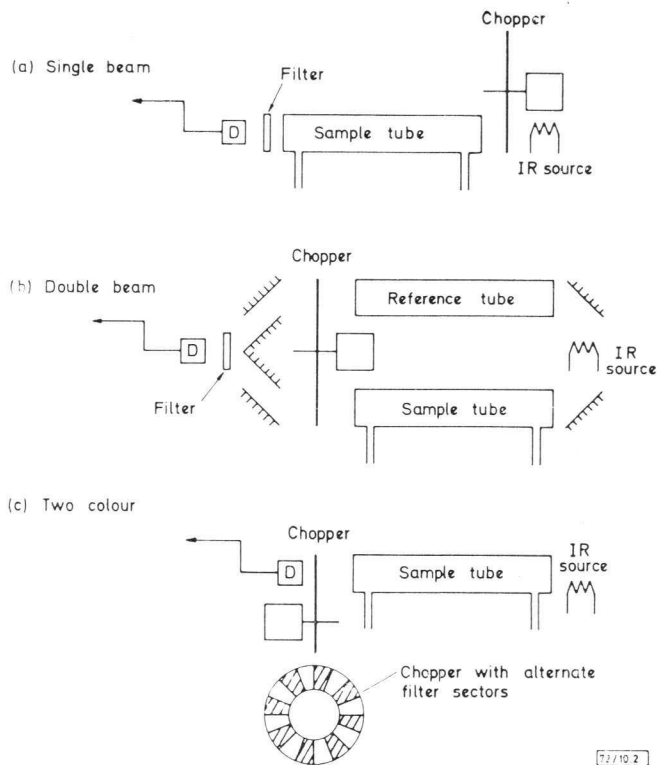 Chopper
(a) Single beam
Filter
D
Sample tube
IR source
Chopper
(b) Double beam
Reference tube
D
IR
source
Filter
Sample tube
(c) Two colour
Chopper
IR
source
D
Sample tube
Chopper with alternate
filter sectors
72/10 2